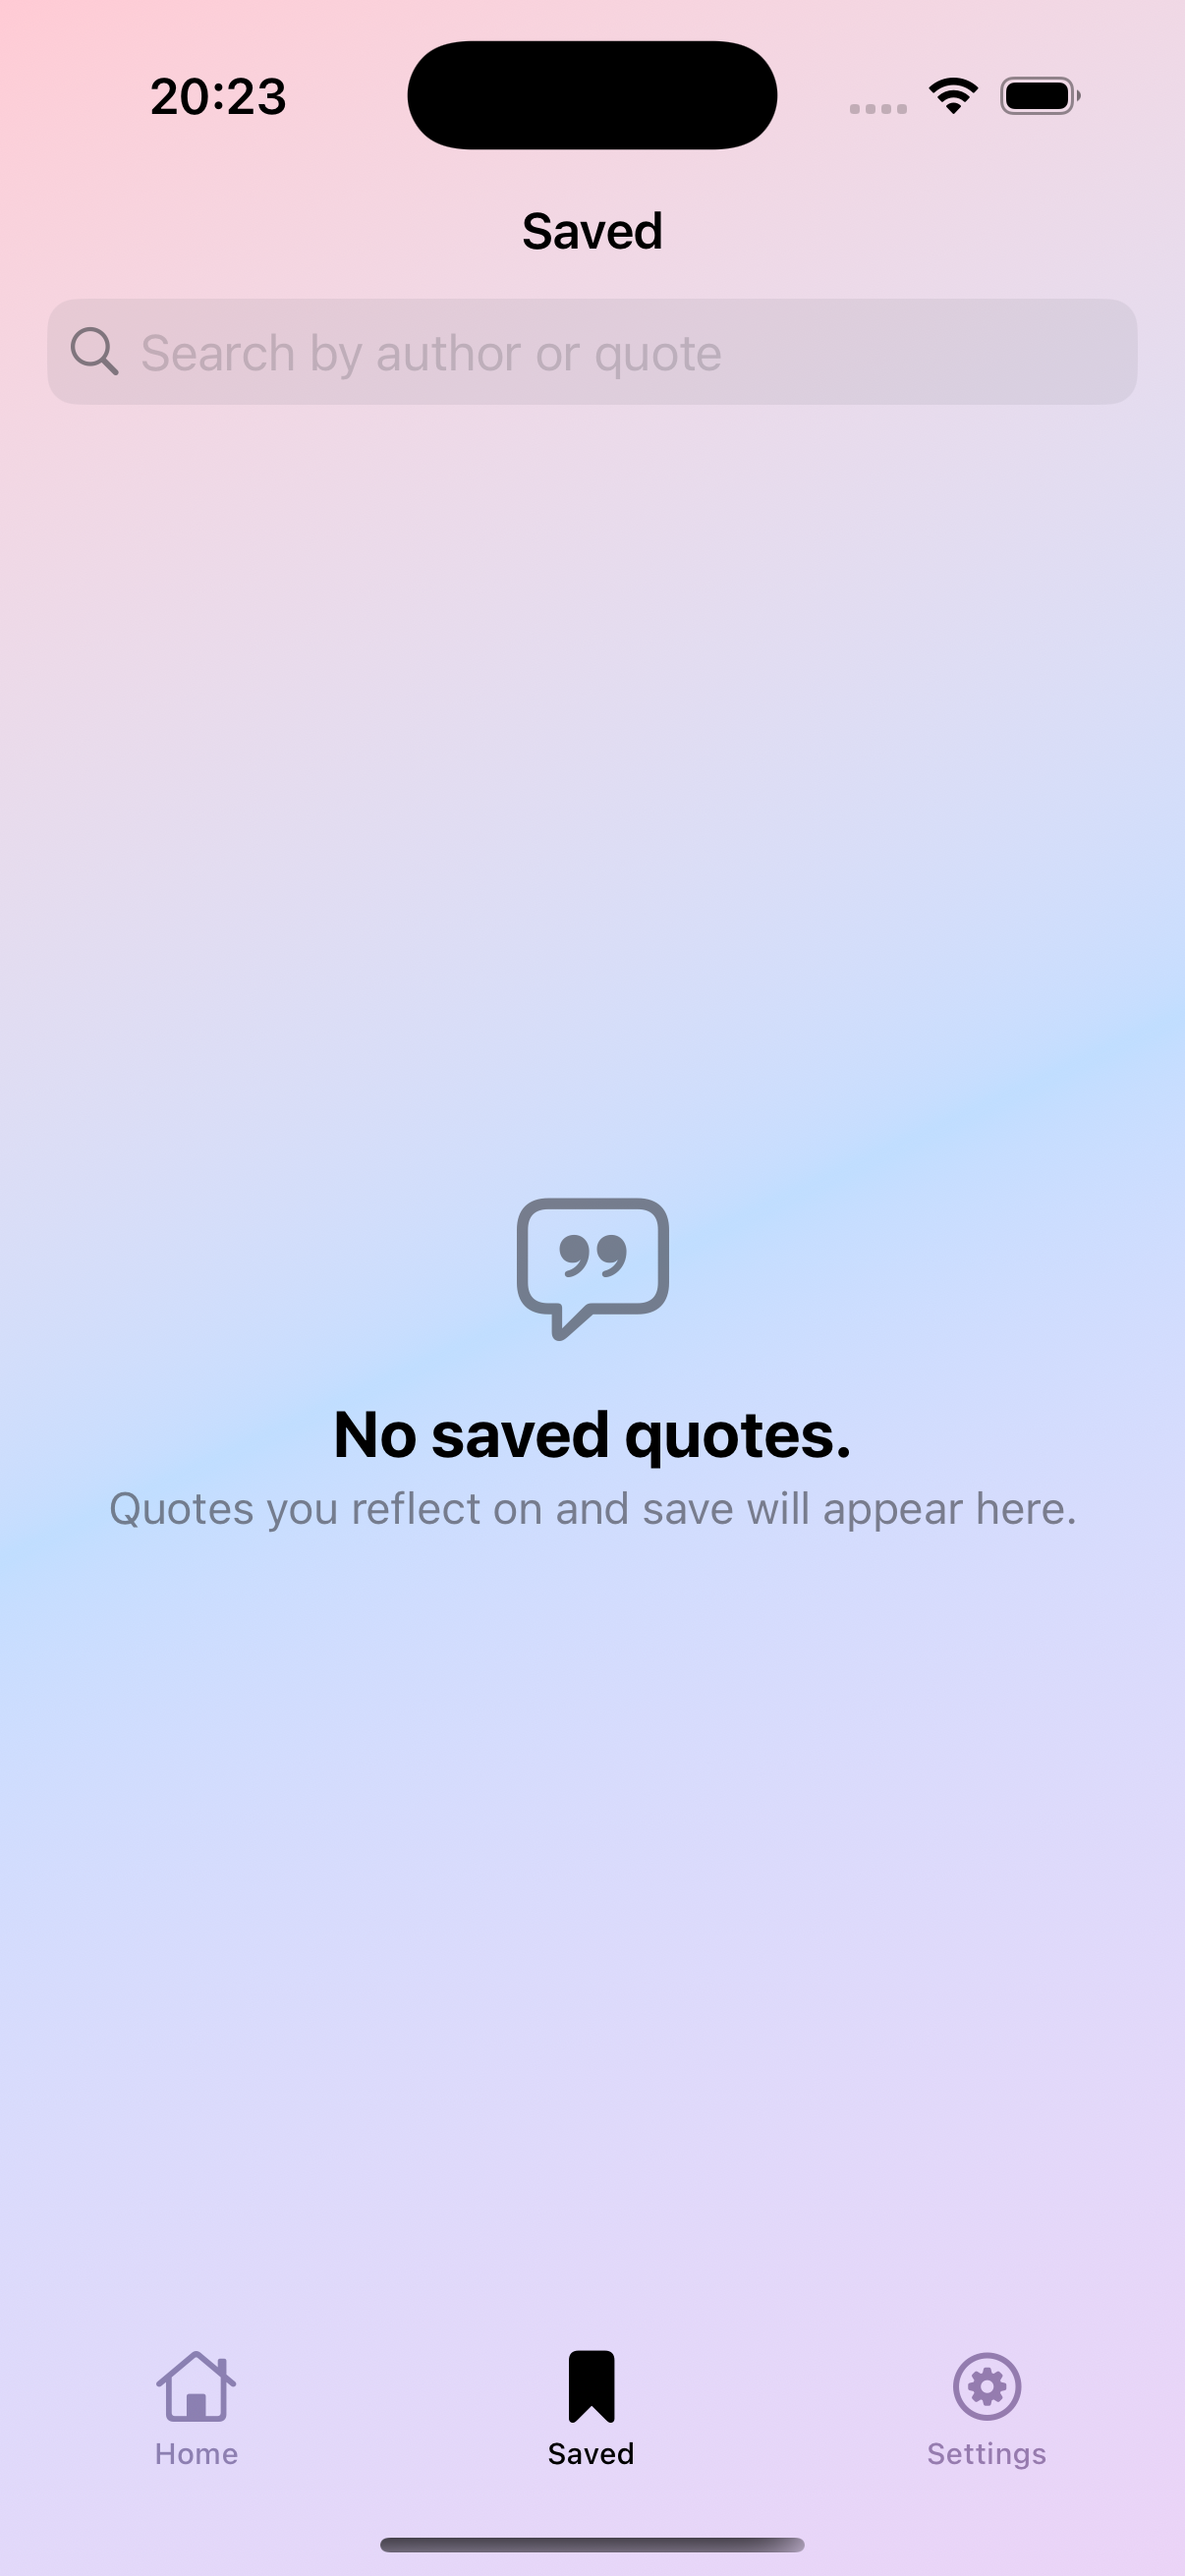 20:23
Saved
Search by author or quote
No saved quotes.
Quotes you reflect on and save will appear here.
Home
Saved
Settings